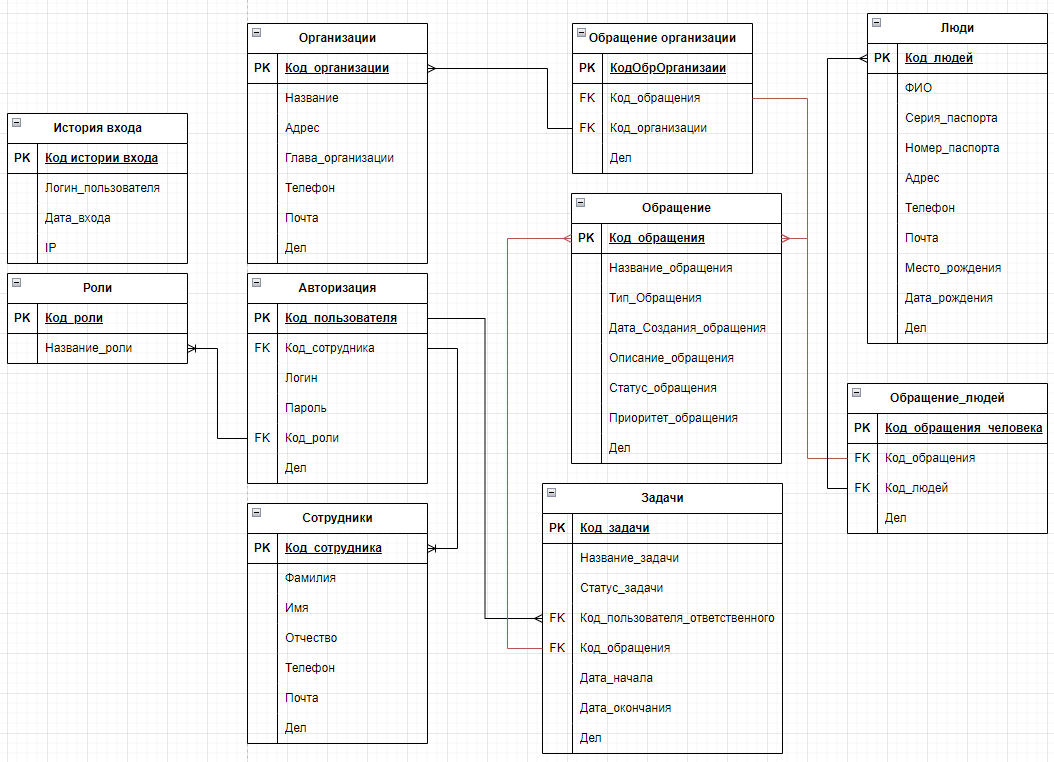 Организации
PK Код_организации
Название
Адрес
Глава_организации
Телефон
Почта
Дел
Обращение организации
PK КодОбрОрганизаии
FK Код_обращения
FK Код_организации
Дел
Люди
PK Код_людей
ФИО
Серия_паспорта
Номер_паспорта
Адрес
Телефон
Почта
Место_рождения
Дата_рождения
Дел
История входа
PK Код истории входа
Логин_пользователя
Дата_входа
IP
Обращение
PK Код_обращения
Название_обращения
Тип_Обращения
Дата_Создания_обращения
Описание_обращения
Статус_обращения
Приоритет_обращения
Дел
Роли
PK Код_роли
Название_роли
Авторизация
PK Код_пользователя
FK Код_сотрудника
Логин
Пароль
FK Код_роли
Дел
Обращение_людей
PK Код_обращения_человека
FK Код_обращения
FK Код_людей
Дел
Сотрудники
PK Код_сотрудника
Фамилия
Имя
Отчество
Телефон
Почта
Дел
Задачи
PK Код_задачи
Название_задачи
Статус_задачи
FK Код_пользователя_ответственного
FK Код_обращения
Дата_начала
Дата_окончания
Дел